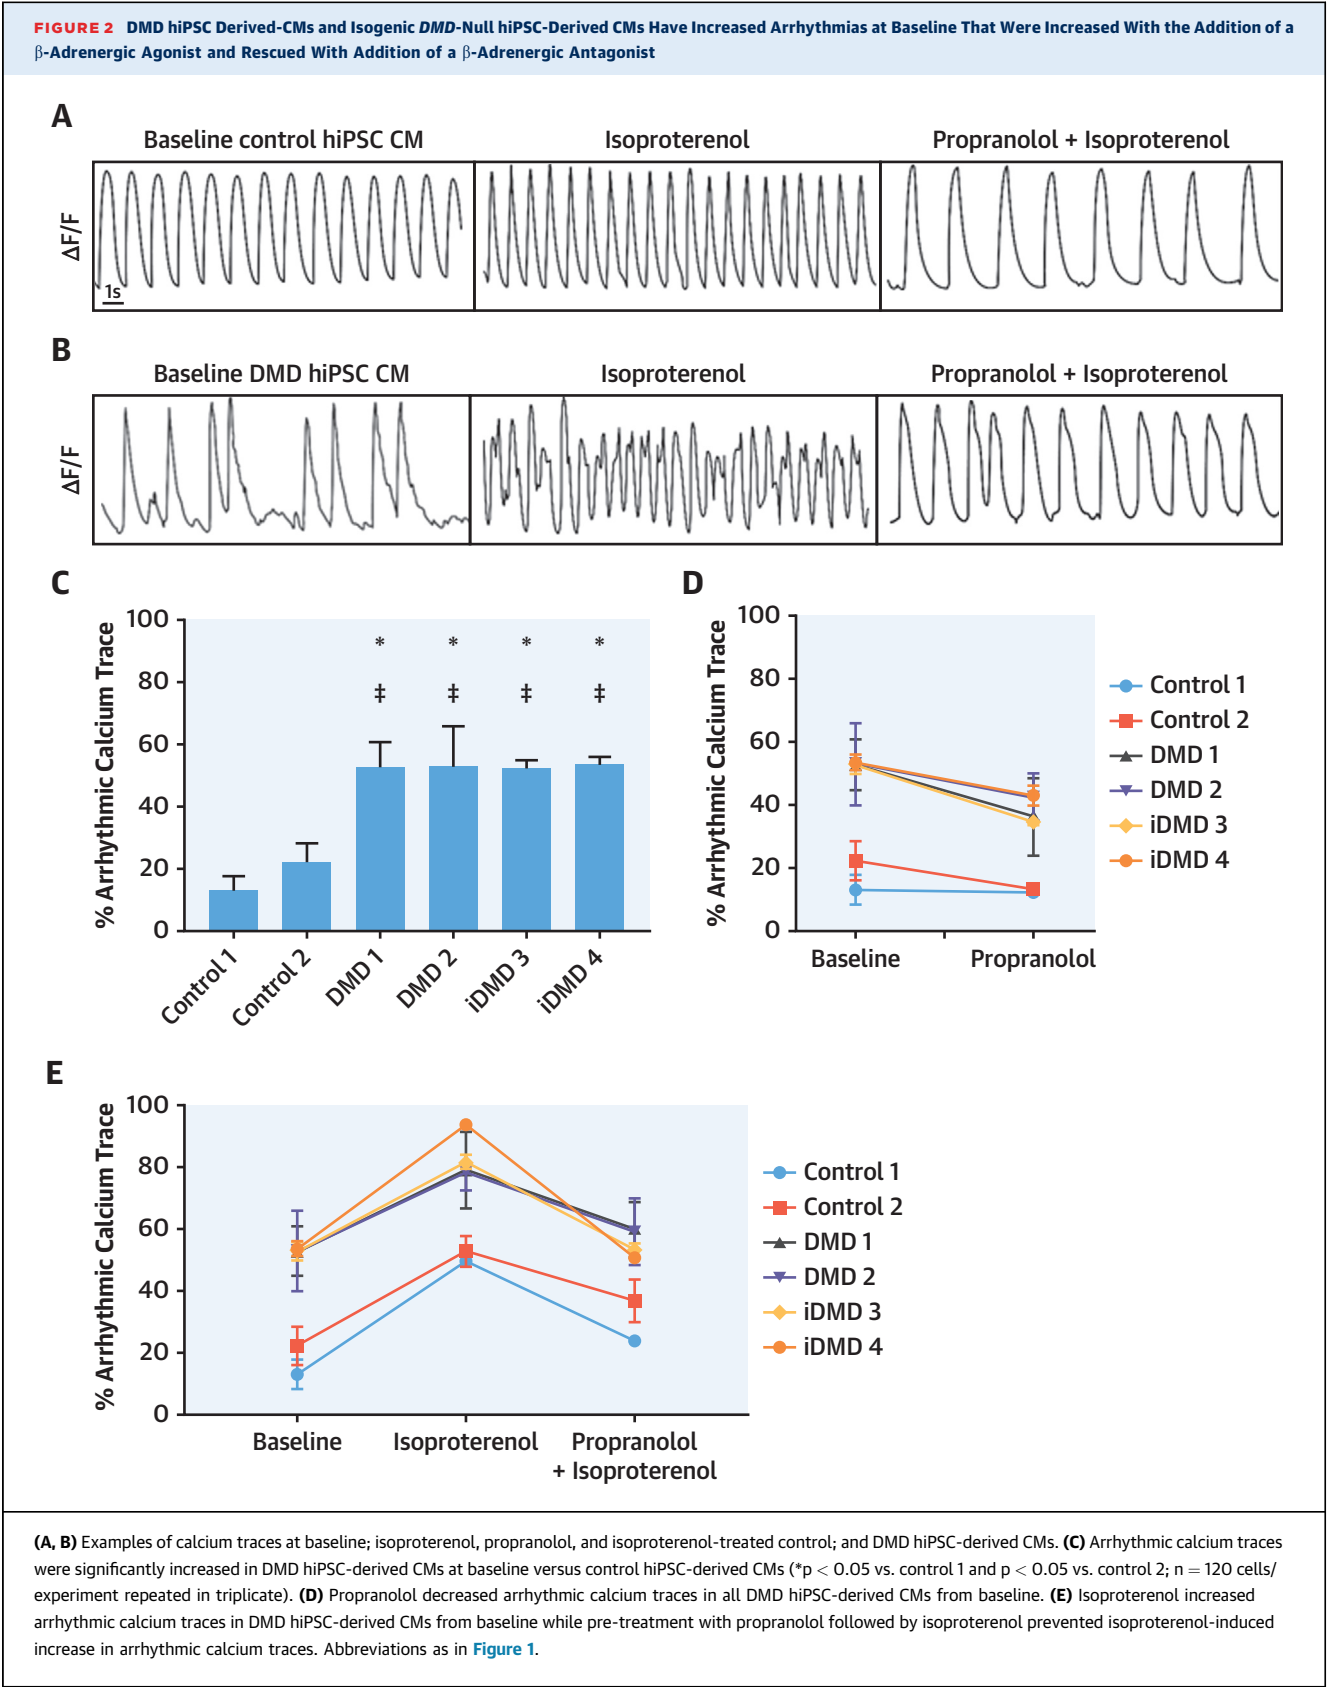 FIGURE 2 DMD hiPSC Derived-CMs and Isogenic DMD-Null hiPSC-Derived CMs Have Increased Arrhythmias at Baseline That Were Increased With the Addition of a
β-Adrenergic Agonist and Rescued With Addition of a β-Adrenergic Antagonist
A
Baseline control hiPSC CM
Isoproterenol
Propranolol + Isoproterenol
ΔF/F
1s
B
Baseline DMD hiPSC CM
Isoproterenol
Propranolol + Isoproterenol
ΔF/F
C
% Arrhythmic Calcium Trace
100
80
60
40
20
0
* * * *
‡ ‡ ‡ ‡
Control 1
Control 2
DMD 1
DMD 2
iDMD 3
iDMD 4
D
% Arrhythmic Calcium Trace
100
80
60
40
20
0
Baseline
Propranolol
Control 1
Control 2
DMD 1
DMD 2
iDMD 3
iDMD 4
E
% Arrhythmic Calcium Trace
100
80
60
40
20
0
Baseline
Isoproterenol
Propranolol
+ Isoproterenol
Control 1
Control 2
DMD 1
DMD 2
iDMD 3
iDMD 4
(A, B) Examples of calcium traces at baseline; isoproterenol, propranolol, and isoproterenol-treated control; and DMD hiPSC-derived CMs. (C) Arrhythmic calcium traces
were significantly increased in DMD hiPSC-derived CMs at baseline versus control hiPSC-derived CMs (*p < 0.05 vs. control 1 and p < 0.05 vs. control 2; n = 120 cells/
experiment repeated in triplicate). (D) Propranolol decreased arrhythmic calcium traces in all DMD hiPSC-derived CMs from baseline. (E) Isoproterenol increased
arrhythmic calcium traces in DMD hiPSC-derived CMs from baseline while pre-treatment with propranolol followed by isoproterenol prevented isoproterenol-induced
increase in arrhythmic calcium traces. Abbreviations as in Figure 1.